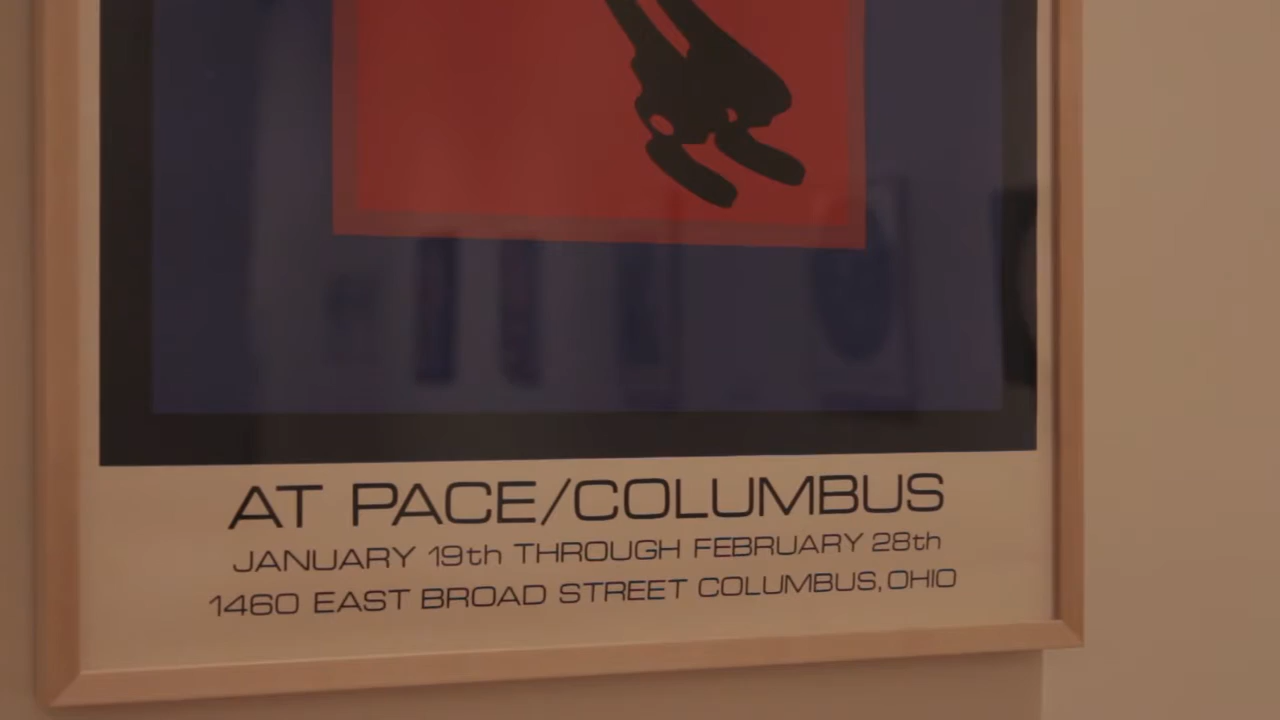 AT PACE/COLUMBUS
JANUARY 19th THROUGH FEBRUARY 28th
1460 EAST BROAD STREET COLUMBUS, OHIO